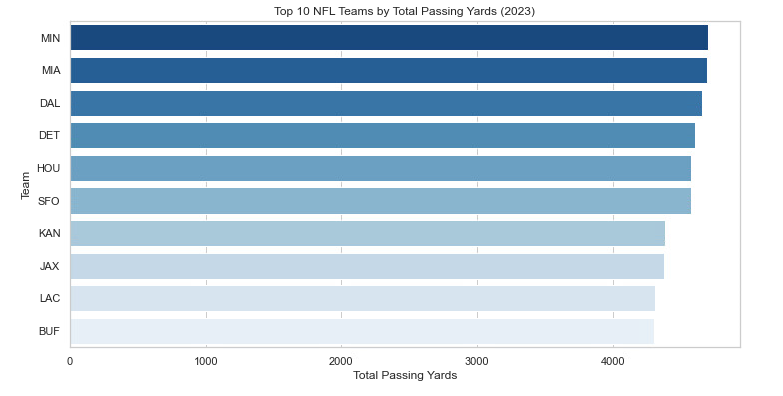 Top 10 NFL Teams by Total Passing Yards (2023)
MIN
MIA
DAL
DET
HOU
SFO
KAN
JAX
LAC
BUF
Team
0 1000 2000 3000 4000
Total Passing Yards